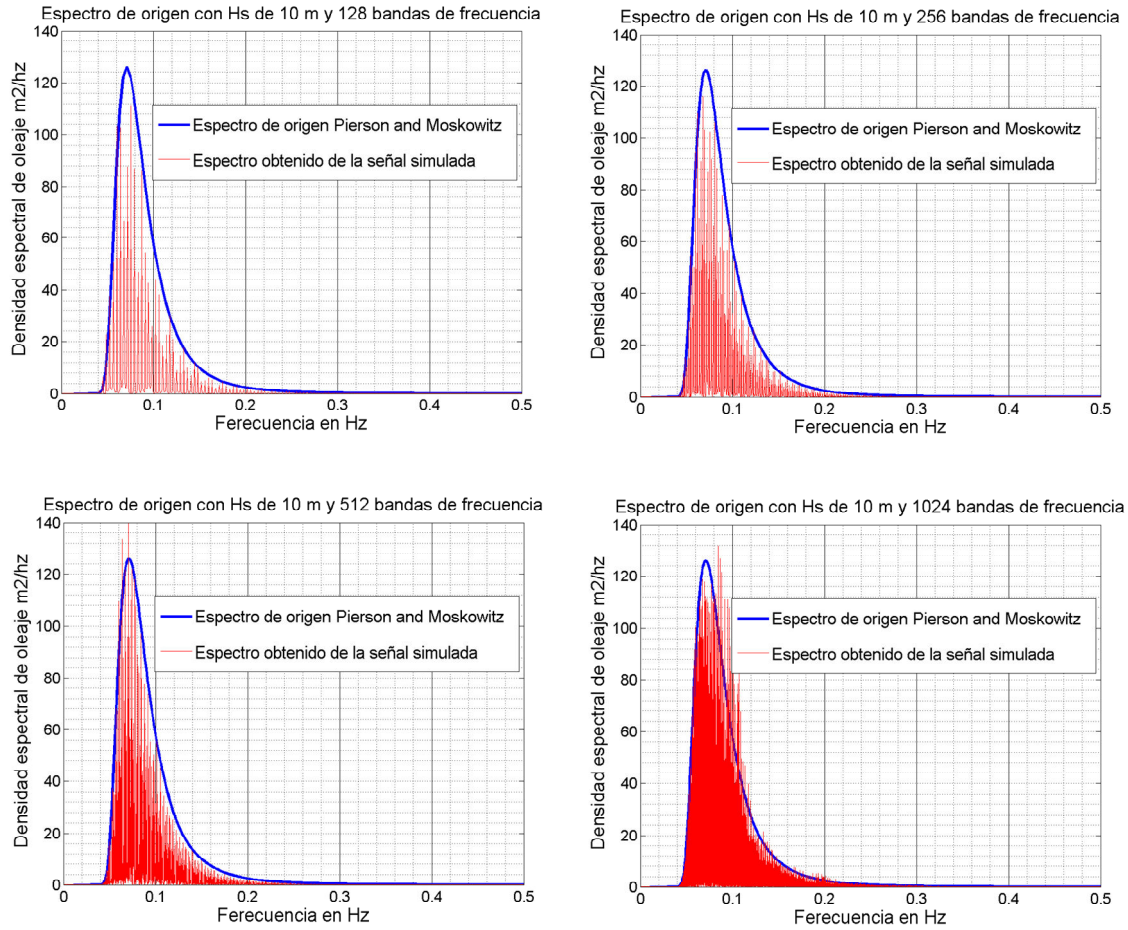 Espectro de origen con Hs de 10 m y 128 bandas de frecuencia
140
120
100
80
60
40
20
0
Densidad espectral de oleaje m2/hz
Espectro de origen Pierson and Moskowitz
Espectro obtenido de la señal simulada
0 0.1 0.2 0.3 0.4 0.5
Ferecuencia en Hz
Espectro de origen con Hs de 10 m y 256 bandas de frecuencia
140
120
100
80
60
40
20
0
Densidad espectral de oleaje m2/hz
Espectro de origen Pierson and Moskowitz
Espectro obtenido de la señal simulada
0 0.1 0.2 0.3 0.4 0.5
Ferecuencia en Hz
Espectro de origen con Hs de 10 m y 512 bandas de frecuencia
140
120
100
80
60
40
20
0
Densidad espectral de oleaje m2/hz
Espectro de origen Pierson and Moskowitz
Espectro obtenido de la señal simulada
0 0.1 0.2 0.3 0.4 0.5
Ferecuencia en Hz
Espectro de origen con Hs de 10 m y 1024 bandas de frecuencia
140
120
100
80
60
40
20
0
Densidad espectral de oleaje m2/hz
Espectro de origen Pierson and Moskowitz
Espectro obtenido de la señal simulada
0 0.1 0.2 0.3 0.4 0.5
Ferecuencia en Hz